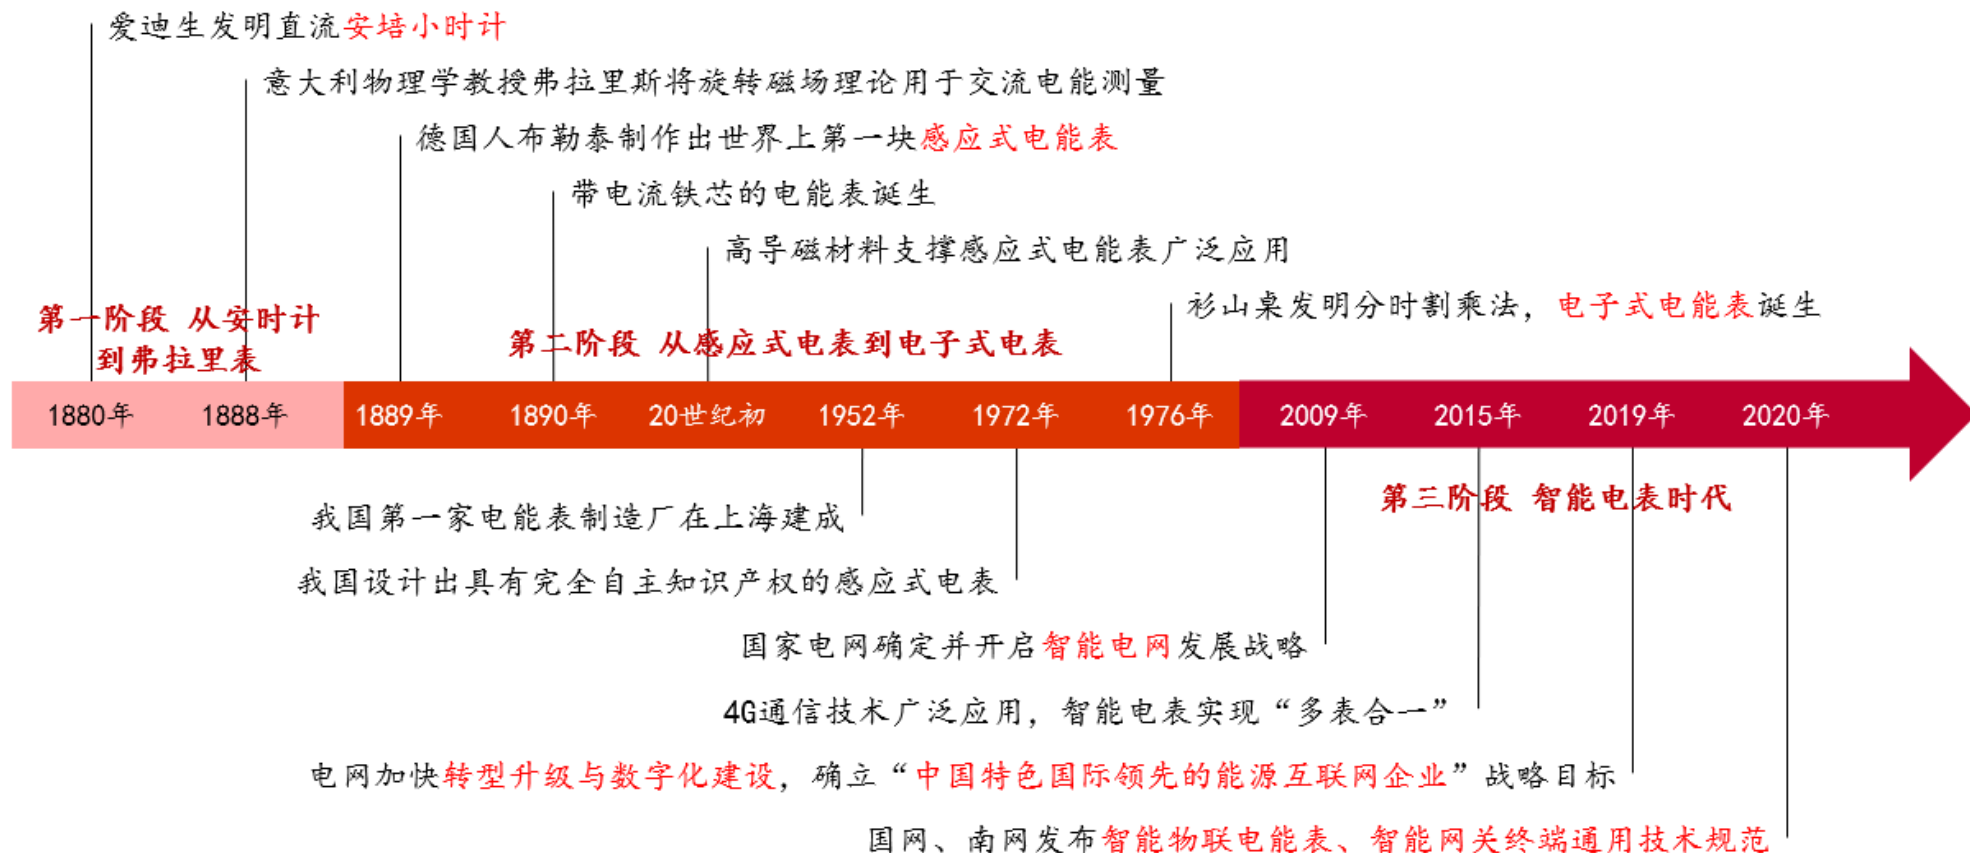 爱迪生发明直流安培小时计
意大利物理学教授弗拉里斯将旋转磁场理论用于交流电能测量
德国人布勒泰制作出世界上第一块感应式电能表
带电流铁芯的电能表诞生
高导磁材料支撑感应式电能表广泛应用
衫山桌发明分时割乘法，电子式电能表诞生
第一阶段 从安时计
到弗拉里表
第二阶段 从感应式电表到电子式电表
1880年 1888年 1889年 1890年 20世纪初 1952年 1972年 1976年 2009年 2015年 2019年 2020年
第三阶段 智能电表时代
我国第一家电能表制造厂在上海建成
我国设计出具有完全自主知识产权的感应式电表
国家电网确定并开启智能电网发展战略
4G通信技术广泛应用，智能电表实现“多表合一”
电网加快转型升级与数字化建设，确立“中国特色国际领先的能源互联网企业”战略目标
国网、南网发布智能物联电能表、智能网关终端通用技术规范